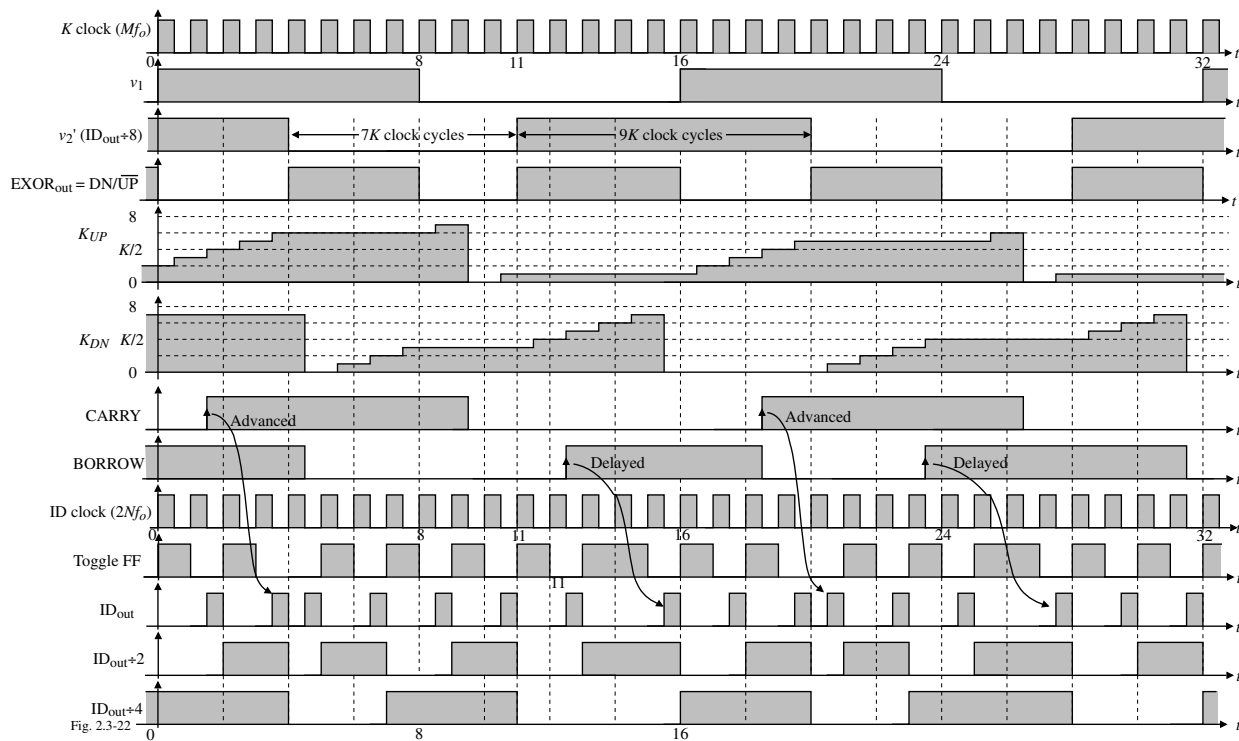 K clock (Mfo) t
0 8 11 16 24 32
v1 t
v2' (IDout÷8) 7K clock cycles 9K clock cycles t
EXORout = DN/UP t
8
KUP K/2
0 t
8
KDN K/2
0 t
CARRY Advanced Advanced t
BORROW Delayed Delayed t
ID clock (2Nfo) t
0 8 11 16 24 32
Toggle FF t
11
IDout t
IDout÷2 t
IDout÷4 t
Fig. 2.3-22
0 8 16